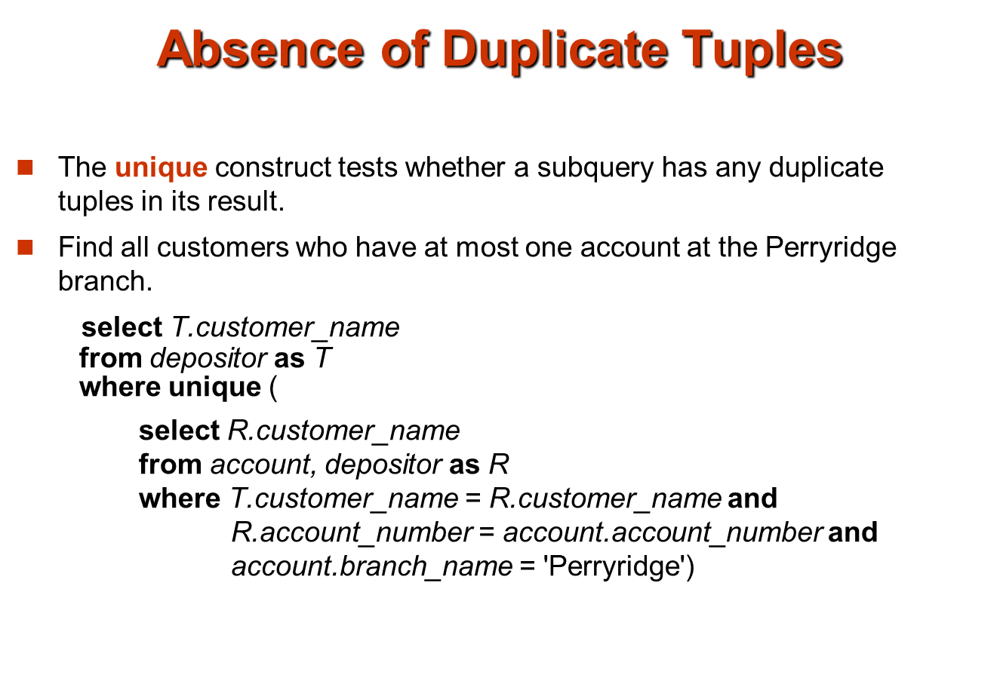 Absence of Duplicate Tuples
The unique construct tests whether a subquery has any duplicate
tuples in its result.
Find all customers who have at most one account at the Perryridge
branch.
select T.customer_name
from depositor as T
where unique (
select R.customer_name
from account, depositor as R
where T.customer_name = R.customer_name and
R.account_number = account.account_number and
account.branch_name = 'Perryridge')